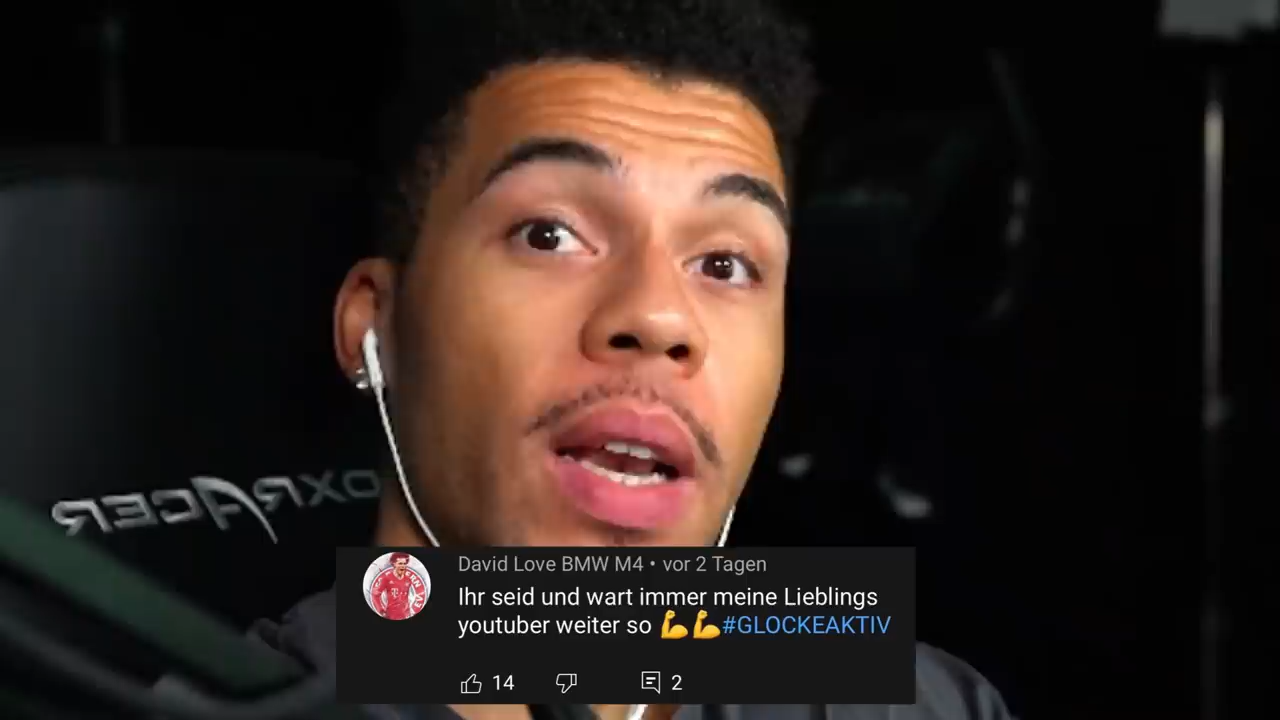 DXRACER
David Love BMW M4 • vor 2 Tagen
Ihr seid und wart immer meine Lieblings
youtuber weiter so 💪💪#GLOCKEAKTIV
14 2